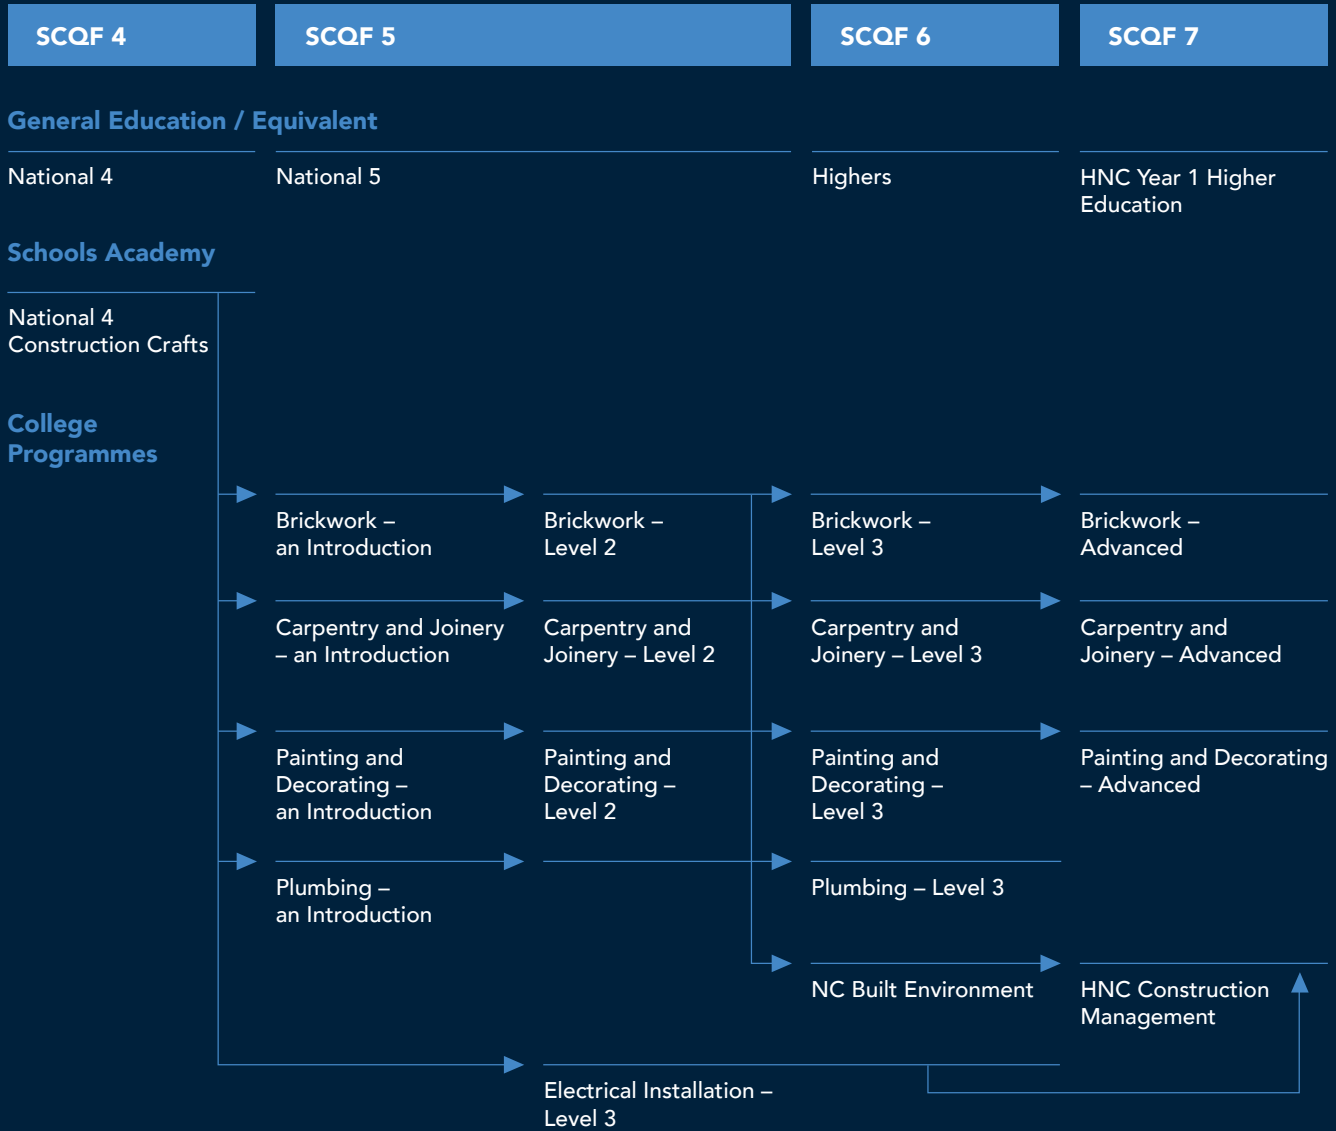 SCQF 4
SCQF 5
SCQF 6
SCQF 7
General Education / Equivalent
National 4
National 5
Highers
HNC Year 1 Higher
Education
Schools Academy
National 4
Construction Crafts
College
Programmes
Brickwork –
an Introduction
Brickwork –
Level 2
Brickwork –
Level 3
Brickwork –
Advanced
Carpentry and Joinery
– an Introduction
Carpentry and
Joinery – Level 2
Carpentry and
Joinery – Level 3
Carpentry and
Joinery – Advanced
Painting and
Decorating –
an Introduction
Painting and
Decorating –
Level 2
Painting and
Decorating –
Level 3
Painting and Decorating
– Advanced
Plumbing –
an Introduction
Plumbing – Level 3
NC Built Environment
HNC Construction
Management
Electrical Installation –
Level 3